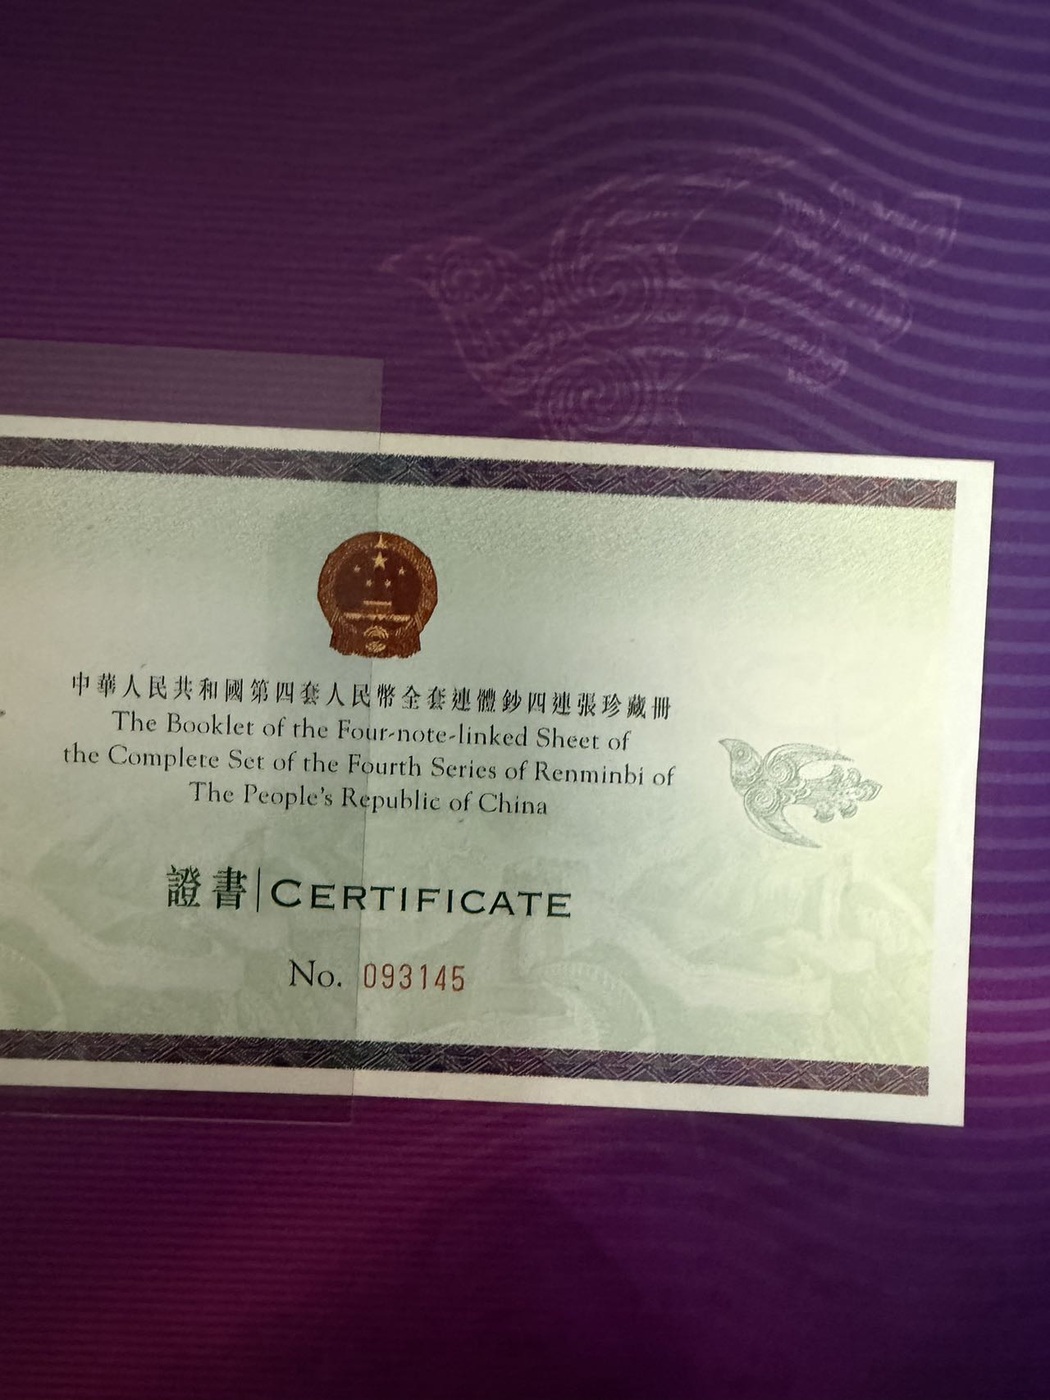 中華人民共和國第四套人民幣全套連體鈔四連張珍藏冊
The Booklet of the Four-note-linked Sheet of
the Complete Set of the Fourth Series of Renminbi of
The People's Republic of China
證書|CERTIFICATE
No. 093145